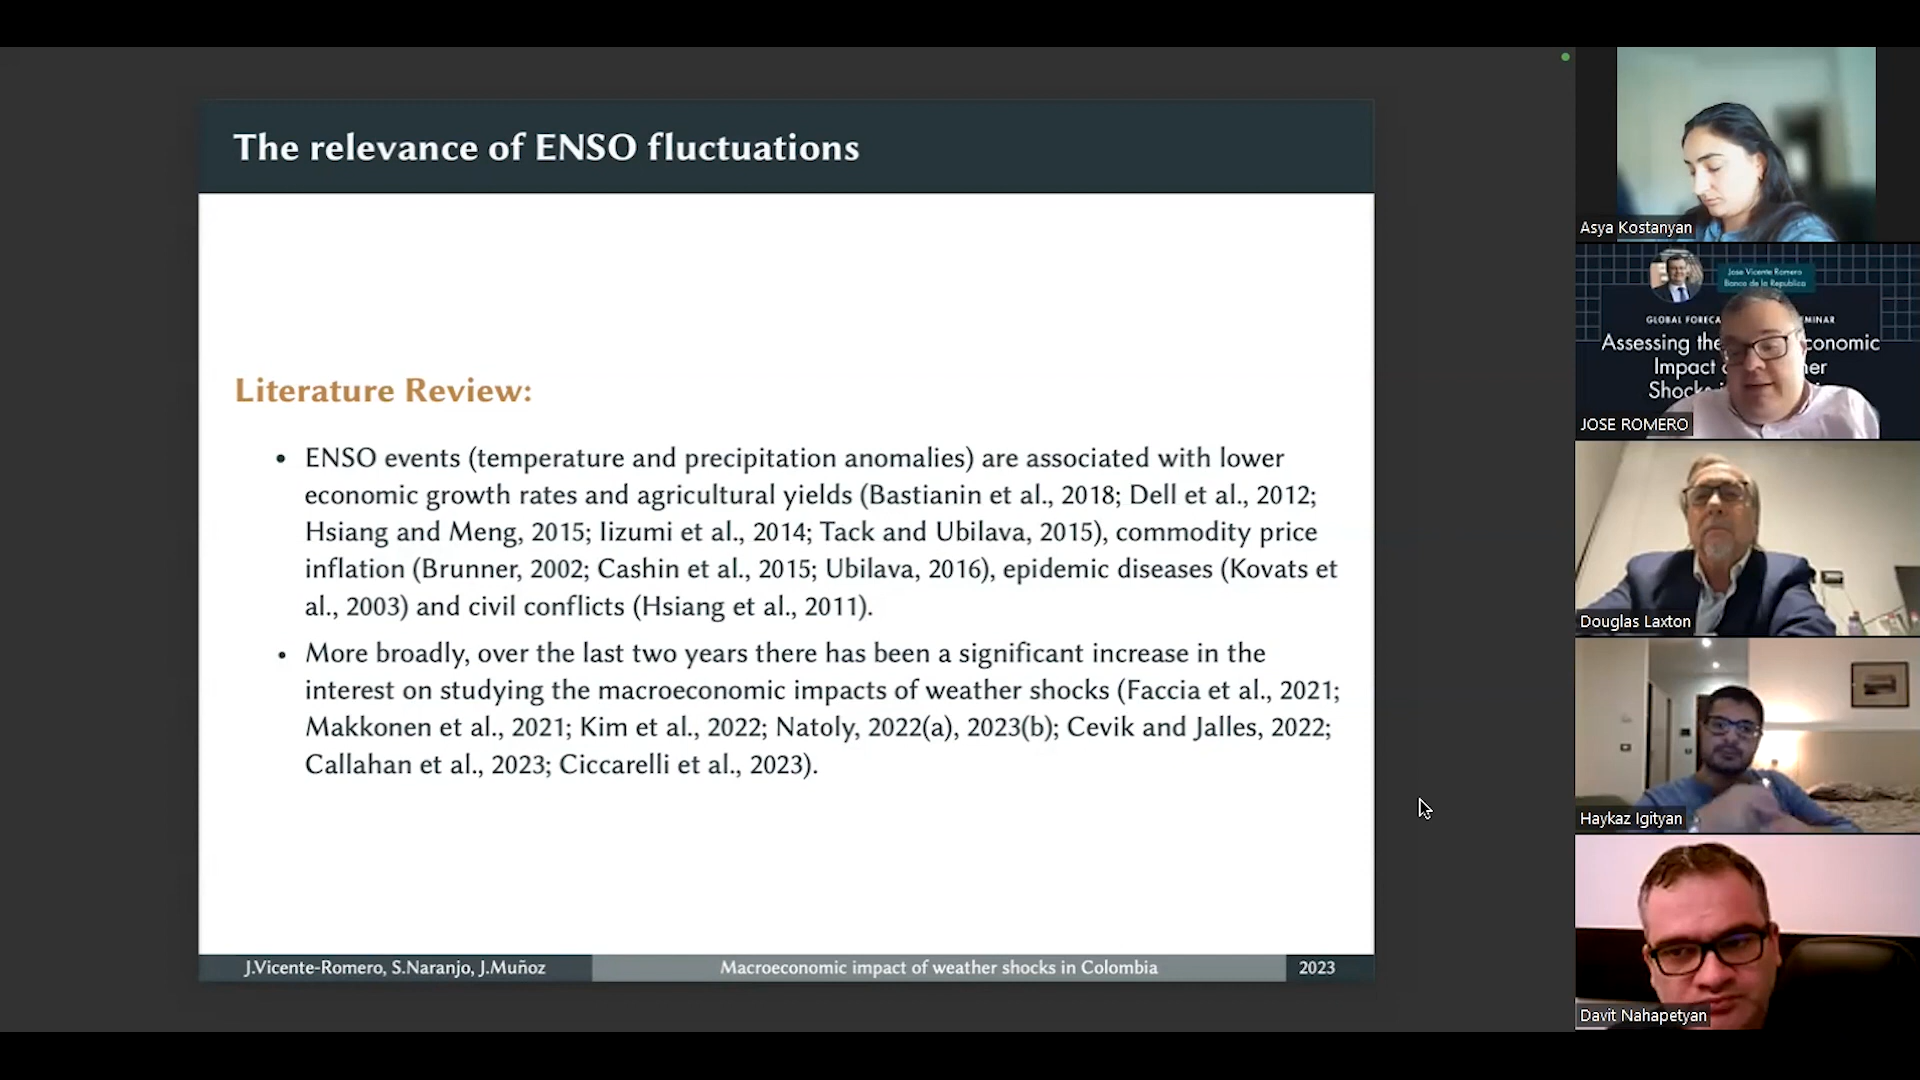 The relevance of ENSO fluctuations
Literature Review:
• ENSO events (temperature and precipitation anomalies) are associated with lower
economic growth rates and agricultural yields (Bastianin et al., 2018; Dell et al., 2012;
Hsiang and Meng, 2015; Iizumi et al., 2014; Tack and Ubilava, 2015), commodity price
inflation (Brunner, 2002; Cashin et al., 2015; Ubilava, 2016), epidemic diseases (Kovats et
al., 2003) and civil conflicts (Hsiang et al., 2011).
• More broadly, over the last two years there has been a significant increase in the
interest on studying the macroeconomic impacts of weather shocks (Faccia et al., 2021;
Makkonen et al., 2021; Kim et al., 2022; Natoly, 2022(a), 2023(b); Cevik and Jalles, 2022;
Callahan et al., 2023; Ciccarelli et al., 2023).
J.Vicente-Romero, S.Naranjo, J.Muñoz
Macroeconomic impact of weather shocks in Colombia
2023
Asya Kostanyan
Jose Vicente Romero
Banco de la Republica
GLOBAL
Assessing the
Impact
JOSE ROMERO
Douglas Laxton
Haykaz Igityan
Davit Nahapetyan